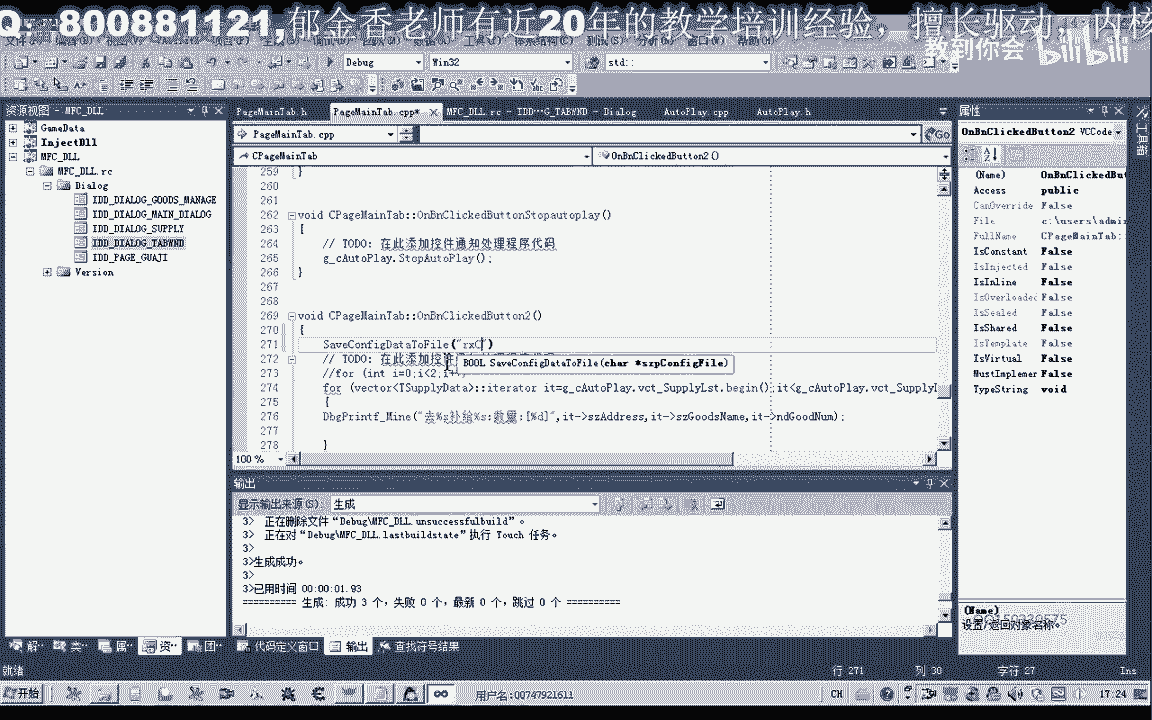 Q: 800881121,郁金香老师有近20年的教学培训经验，擅长驱动，内核
教到你会 bilibili
Debug Win32 std::
资源视图 - MFC_DLL
GameData
InjectDll
MFC_DLL
MFC_DLL.rc
Dialog
IDD_DIALOG_GOODS_MANAGE
IDD_DIALOG_MAIN_DIALOG
IDD_DIALOG_SUPPLY
IDD_DIALOG_TABWND
IDD_PAGE_GUAJI
Version
PageMainTab.h PageMainTab.cpp* MFC_DLL.rc - IDD···G_TABWND - Dialog AutoPlay.cpp AutoPlay.h
PageMainTab.cpp Go
CPageMainTab OnBnClickedButton2()
259 }
260
261
262 void CPageMainTab::OnBnClickedButtonStopautoplay()
263 {
264 // TODO: 在此添加控件通知处理程序代码
265 g_cAutoPlay.StopAutoPlay();
266 }
267
268
269 void CPageMainTab::OnBnClickedButton2()
270 {
271 SaveConfigDataToFile("rxC")
272 // TODO: 在此添加控
BOOL SaveConfigDataToFile(char *szpConfigFile)
273 //for (int i=0;i<2;i++)
274 for (vector<TSupplyData>::iterator it=g_cAutoPlay.vct_SupplyLst.begin();it<g_cAutoPlay.vct_SupplyL
275 {
276 DbgPrintf_Mine("去%s补给%s:数量:[%d]",it->szAddress,it->szGoodsName,it->ndGoodNum);
277
278 }
100 %
属性
OnBnClickedButton2 VCCode
(Name) OnBnClickedBut
Access public
CanOverride False
File c:\users\admin
FullName CPageMainTab::
IsConstant False
IsInjected False
IsInline False
IsOverloaded False
IsSealed False
IsShared False
IsTemplate False
IsVirtual False
MustImplemen False
TypeString void
(Name)
设置/返回对象名称。
工具箱
输出
显示输出来源(S): 生成
3> 正在删除文件“Debug\MFC_DLL.unsuccessfulbuild”。
3> 正在对“Debug\MFC_DLL.lastbuildstate”执行 Touch 任务。
3>
3>生成成功。
3>
3>已用时间 00:00:01.93
========== 生成: 成功 3 个，失败 0 个，最新 0 个，跳过 0 个 ==========
解·· 类·· 属·· 资·· 团·· 代码定义窗口 输出 查找符号结果
就绪 行 271 列 30 字符 27 Ins
开始 用户名:QQ747921611 CH 17:24